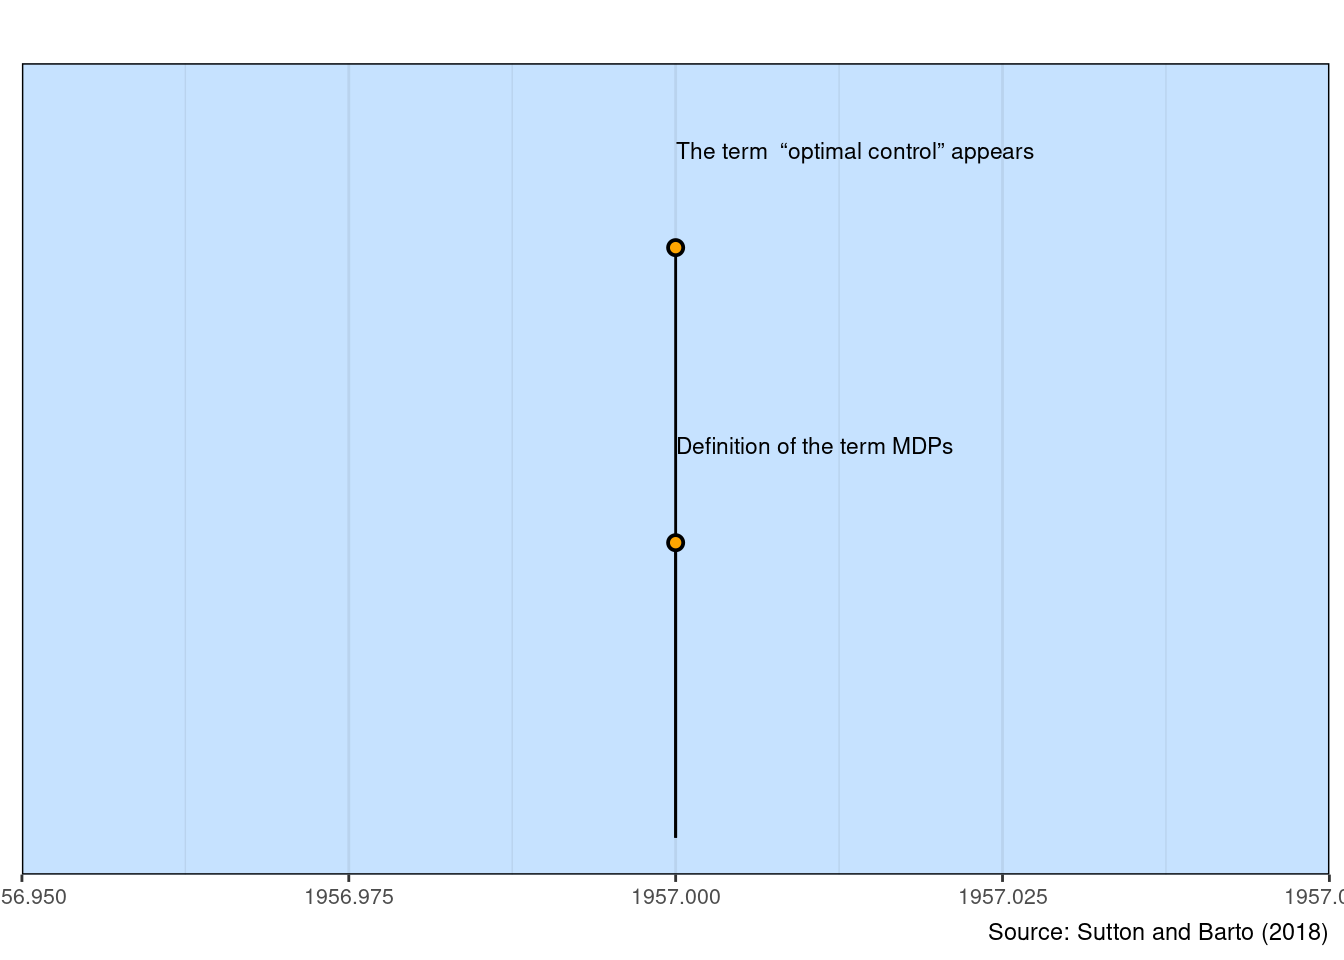 The term  “optimal control” appears
Definition of the term MDPs
56.950 1956.975 1957.000 1957.025 1957.0
Source: Sutton and Barto (2018)